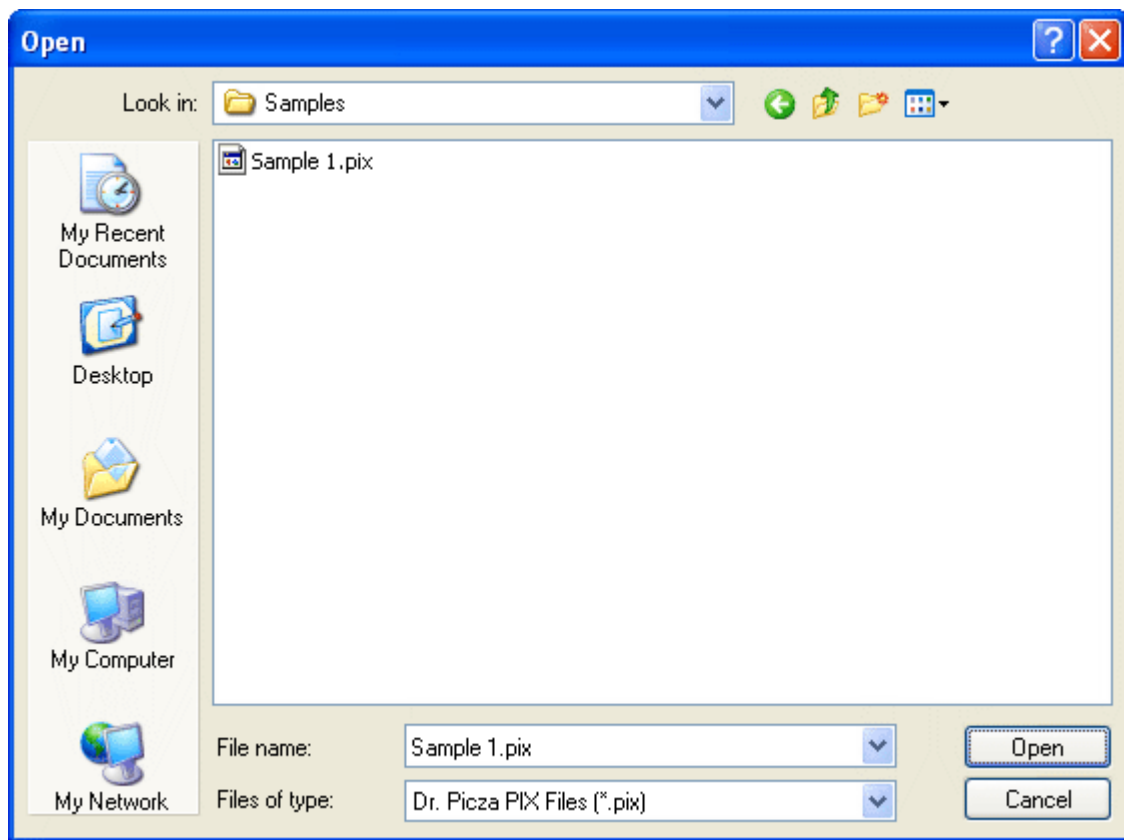 Open
Look in: Samples
Sample 1.pix
My Recent
Documents
Desktop
My Documents
My Computer
My Network
File name: Sample 1.pix Open
Files of type: Dr. Picza PIX Files (*.pix) Cancel